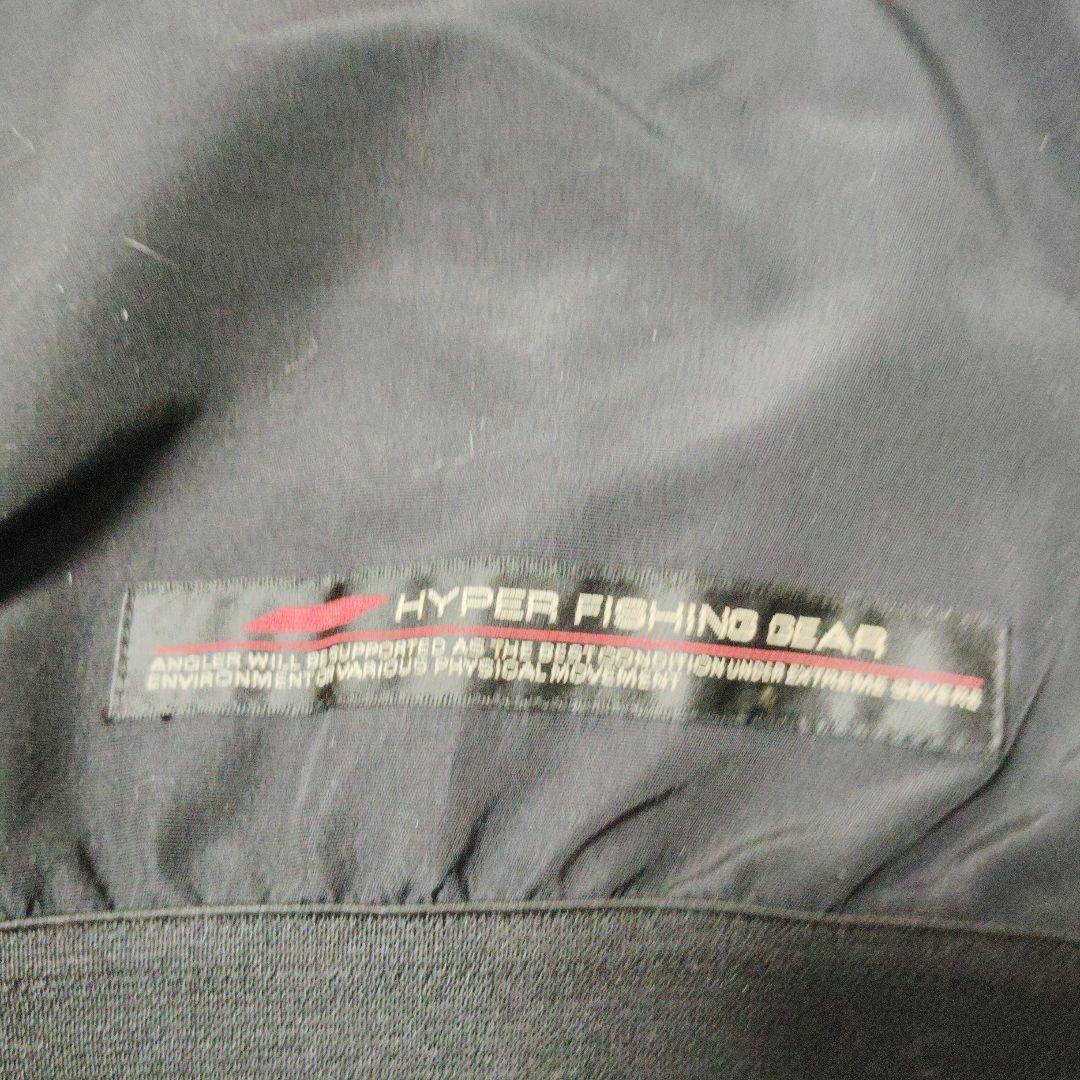 HYPER FISHING GEAR
ANGLER WILL BE SUPPORTED AS THE BEST CONDITION UNDER EXTREME SEVERE
ENVIRONMENT OF VARIOUS PHYSICAL MOVEMENT